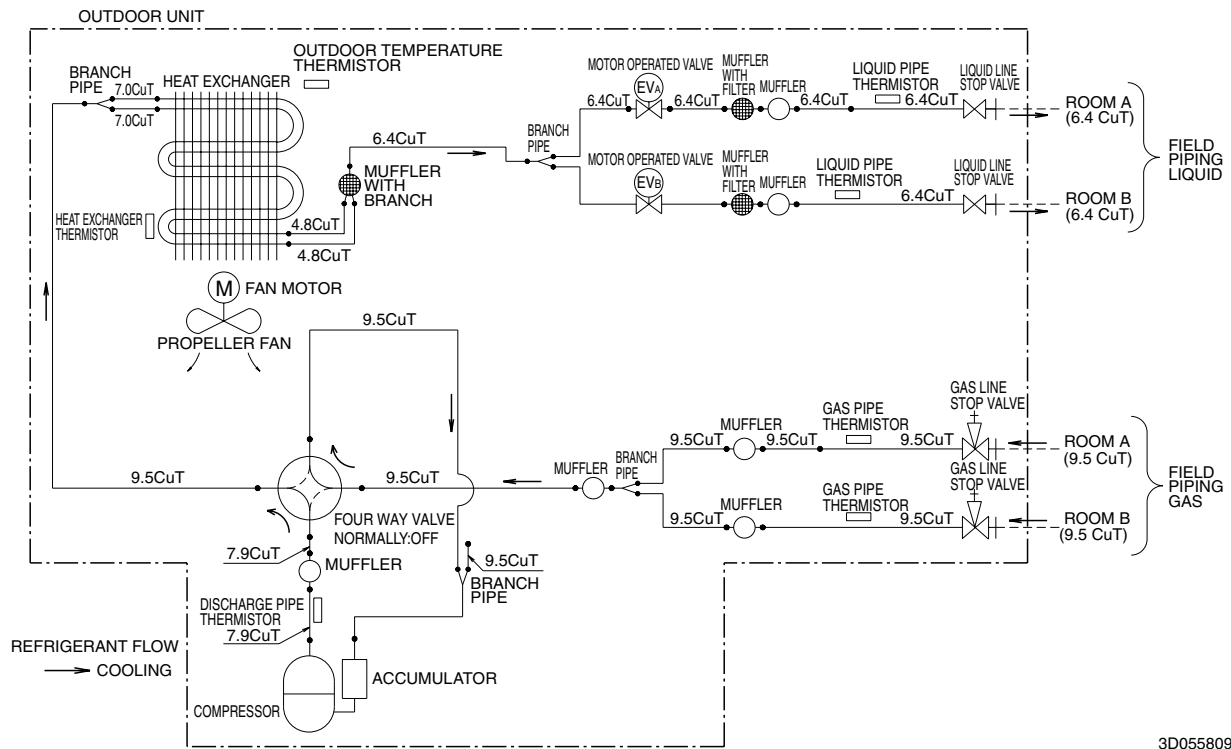 OUTDOOR UNIT
OUTDOOR TEMPERATURE
THERMISTOR
BRANCH
PIPE
7.0CuT
7.0CuT
HEAT EXCHANGER
HEAT EXCHANGER
THERMISTOR
4.8CuT
4.8CuT
MUFFLER
WITH
BRANCH
6.4CuT
BRANCH
PIPE
MOTOR OPERATED VALVE
EVA
6.4CuT
6.4CuT
MUFFLER
WITH
FILTER
MUFFLER
6.4CuT
LIQUID PIPE
THERMISTOR
6.4CuT
LIQUID LINE
STOP VALVE
ROOM A
(6.4 CuT)
MOTOR OPERATED VALVE
EVB
MUFFLER
WITH
FILTER
MUFFLER
LIQUID PIPE
THERMISTOR
6.4CuT
LIQUID LINE
STOP VALVE
ROOM B
(6.4 CuT)
FIELD
PIPING
LIQUID
M
FAN MOTOR
PROPELLER FAN
9.5CuT
9.5CuT
9.5CuT
FOUR WAY VALVE
NORMALLY:OFF
MUFFLER
BRANCH
PIPE
9.5CuT
MUFFLER
9.5CuT
GAS PIPE
THERMISTOR
9.5CuT
GAS LINE
STOP VALVE
ROOM A
(9.5 CuT)
9.5CuT
MUFFLER
GAS PIPE
THERMISTOR
9.5CuT
GAS LINE
STOP VALVE
ROOM B
(9.5 CuT)
FIELD
PIPING
GAS
7.9CuT
MUFFLER
9.5CuT
BRANCH
PIPE
DISCHARGE PIPE
THERMISTOR
7.9CuT
REFRIGERANT FLOW
COOLING
ACCUMULATOR
COMPRESSOR
3D055809